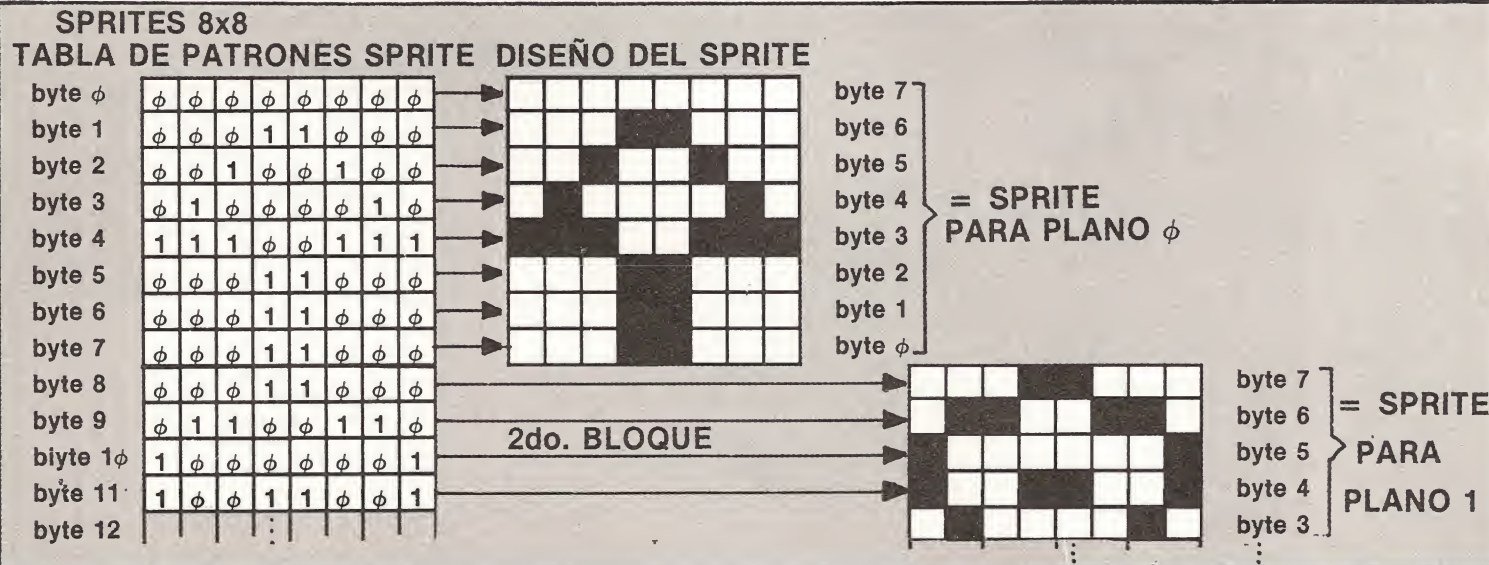 SPRITES 8x8
TABLA DE PATRONES SPRITE DISEÑO DEL SPRITE
byte φ φ φ φ φ φ φ φ φ byte 7
byte 1 φ φ φ 1 1 φ φ φ byte 6
byte 2 φ φ 1 φ φ 1 φ φ byte 5
byte 3 φ 1 φ φ φ φ 1 φ byte 4 = SPRITE
byte 4 1 1 1 φ φ 1 1 1 byte 3 PARA PLANO φ
byte 5 φ φ φ 1 1 φ φ φ byte 2
byte 6 φ φ φ 1 1 φ φ φ byte 1
byte 7 φ φ φ 1 1 φ φ φ byte φ
byte 8 φ φ φ 1 1 φ φ φ byte 7
byte 9 φ 1 1 φ φ 1 1 φ 2do. BLOQUE byte 6 = SPRITE
biyte 1φ 1 φ φ φ φ φ φ 1 byte 5 PARA
byte 11 1 φ φ 1 1 φ φ 1 byte 4 PLANO 1
byte 12 byte 3